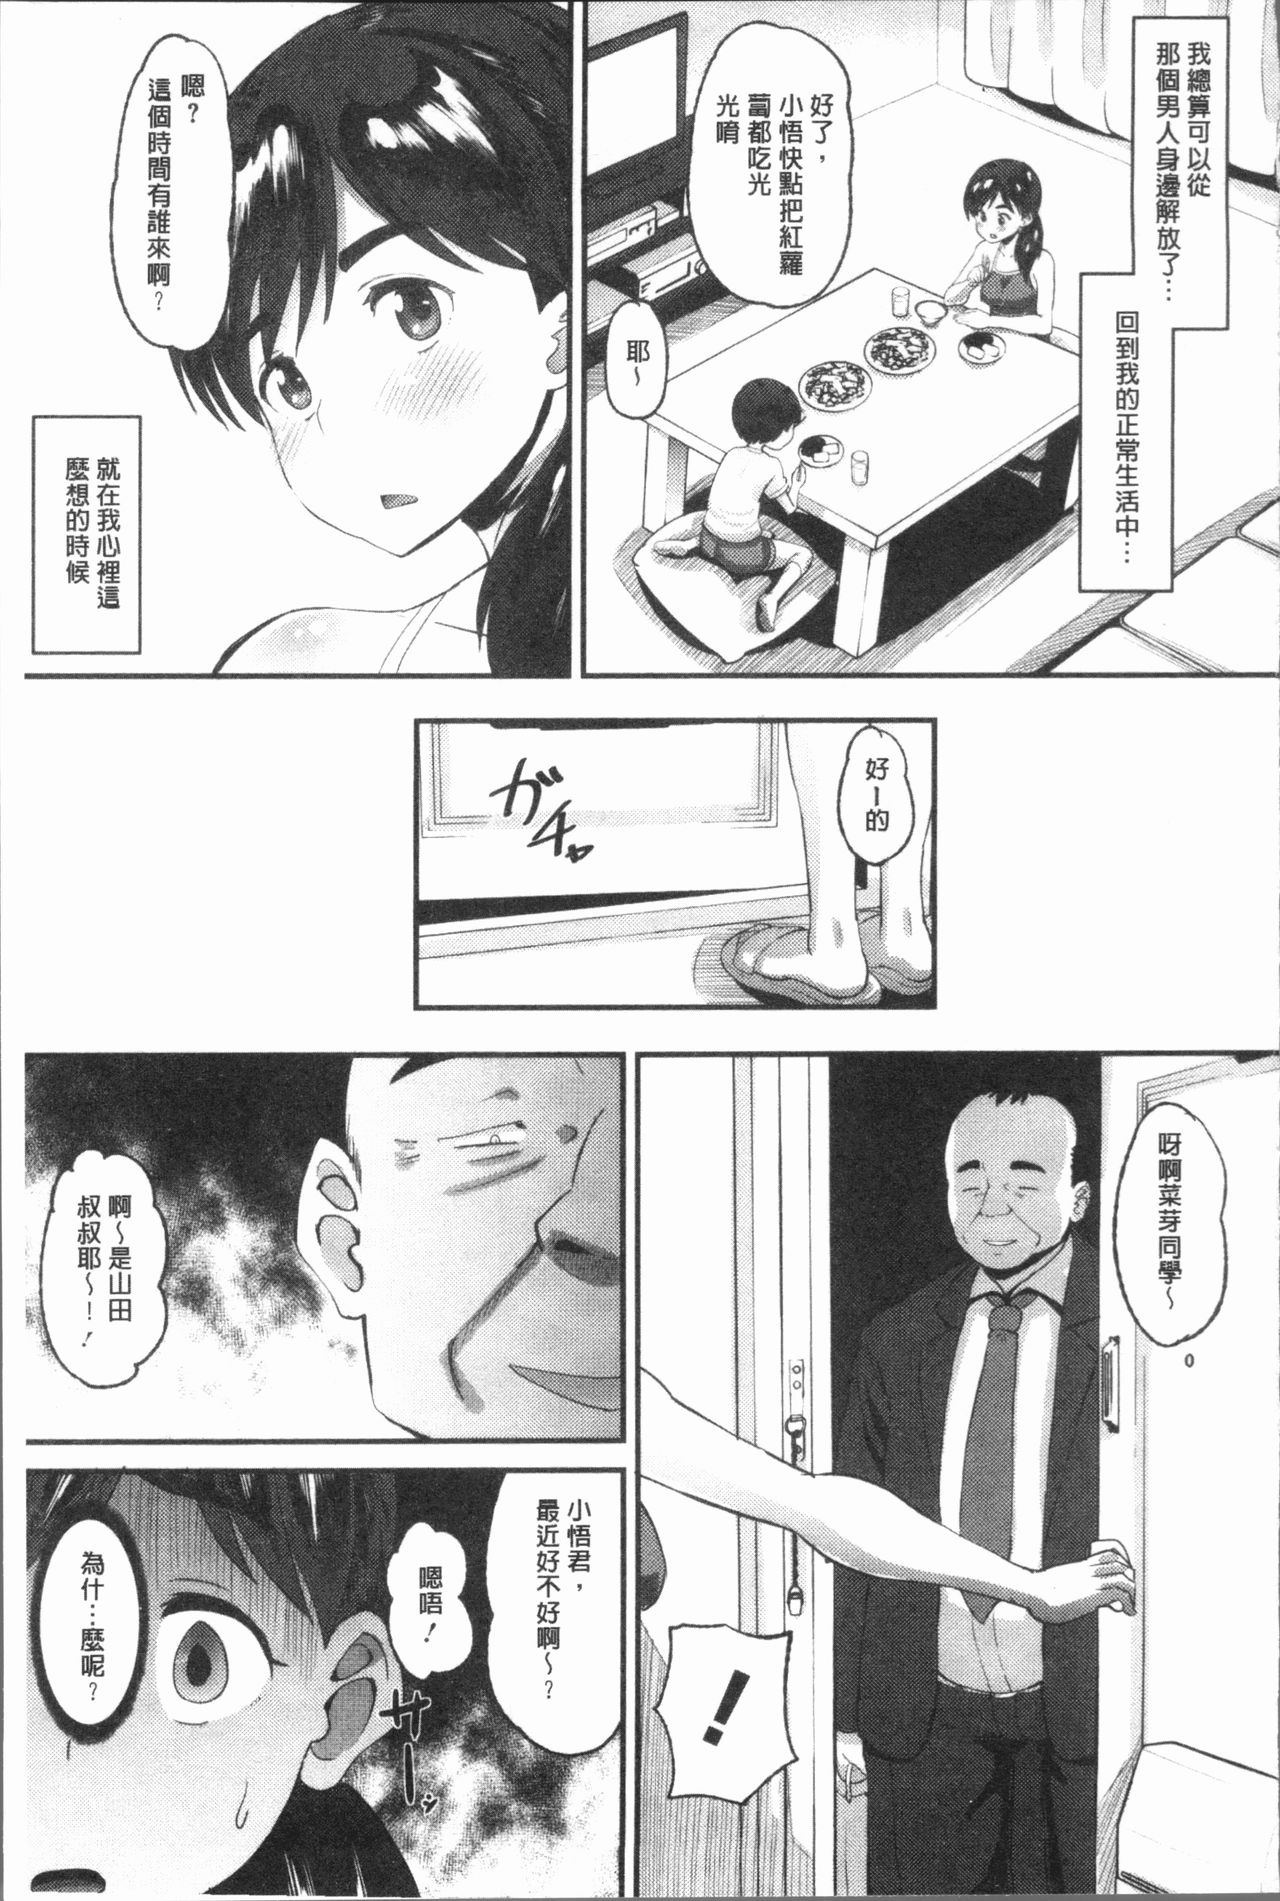 我總算可以從
那個男人身邊解放了…
回到我的正常生活中…
好了，
小悟快點把紅蘿
蔔都吃光
光唷
耶～
嗯？
這個時間有誰來啊？
就在我心裡這
麼想的時候
好ー的
ガチャ
呀啊菜芽同學～
！
啊～是山田
叔叔耶～！
小悟君，
最近好不好啊～？
嗯唔！
サーッ
為什…麼呢？